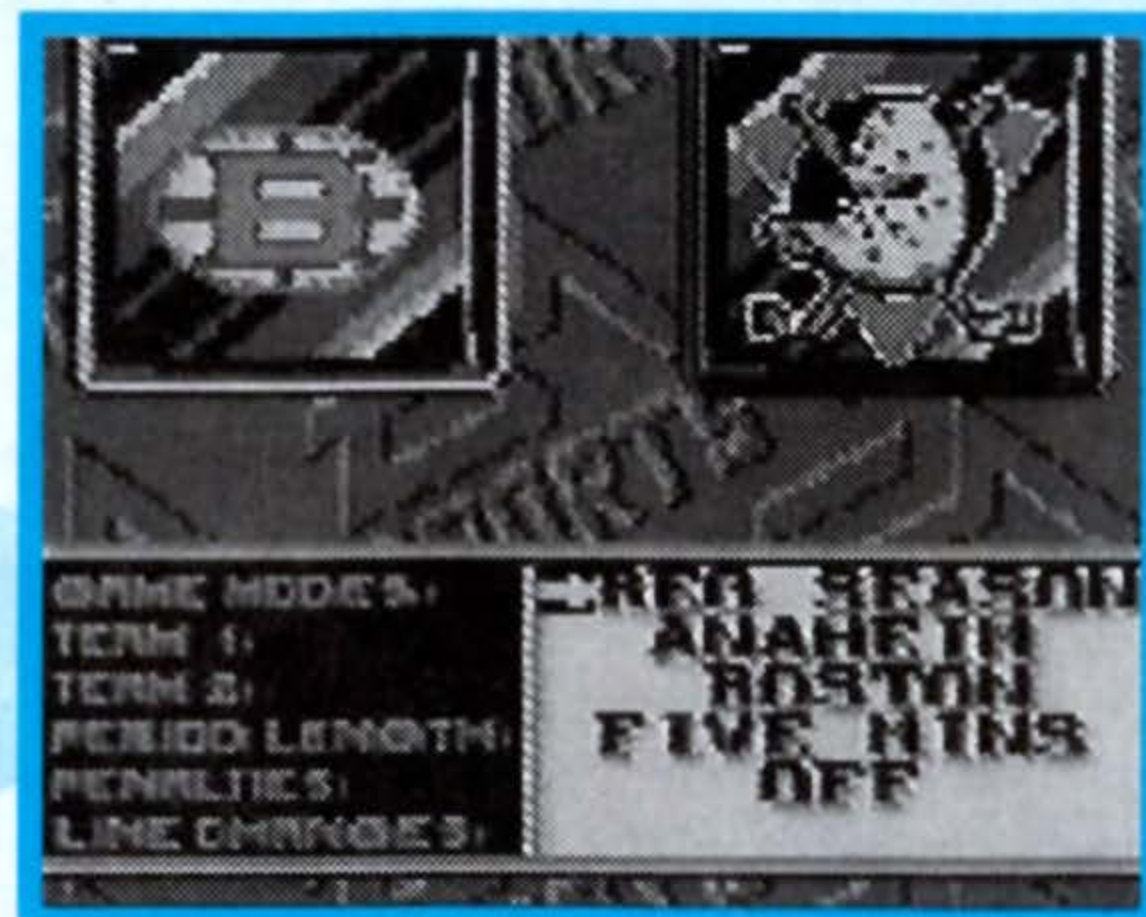 GAME MODES: REG SEASON
TEAM 1: ANAHEIM
TEAM 2: BOSTON
PERIOD LENGTH: FIVE MINS
PENALTIES: OFF
LINE CHANGES: